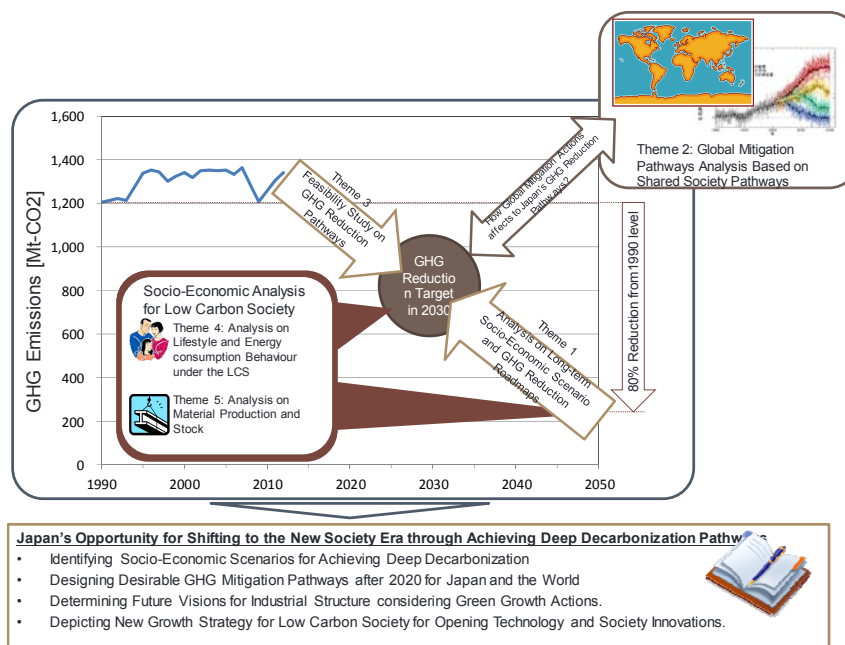 Theme 2: Global Mitigation
Pathways Analysis Based on
Shared Society Pathways
GHG Emissions [Mt-CO2]
1,600
1,400
1,200
1,000
800
600
400
200
0
1990
2000
2010
2020
2030
2040
2050
Theme 3
Feasibility Study on
GHG Reduction
Pathways
How Global Mitigation Actions
affects to Japan's GHG Reduction
Pathways?
GHG
Reductio
n Target
in 2030
80% Reduction from1990 level
Socio-Economic Analysis
for Low Carbon Society
Theme 4: Analysis on
Lifestyle and Energy
consumption Behaviour
under the LCS
Theme 5: Analysis on
Material Production and
Stock
Theme 1
Analysis on Long-term
Socio-Economic Scenario
and GHG Reduction
Roadmaps
Japan's Opportunity for Shifting to the New Society Era through Achieving Deep Decarbonization Pathways
• Identifying Socio-Economic Scenarios for Achieving Deep Decarbonization
• Designing Desirable GHG Mitigation Pathways after 2020 for Japan and the World
• Determining Future Visions for Industrial Structure considering Green Growth Actions.
• Depicting New Growth Strategy for Low Carbon Society for Opening Technology and Society Innovations.